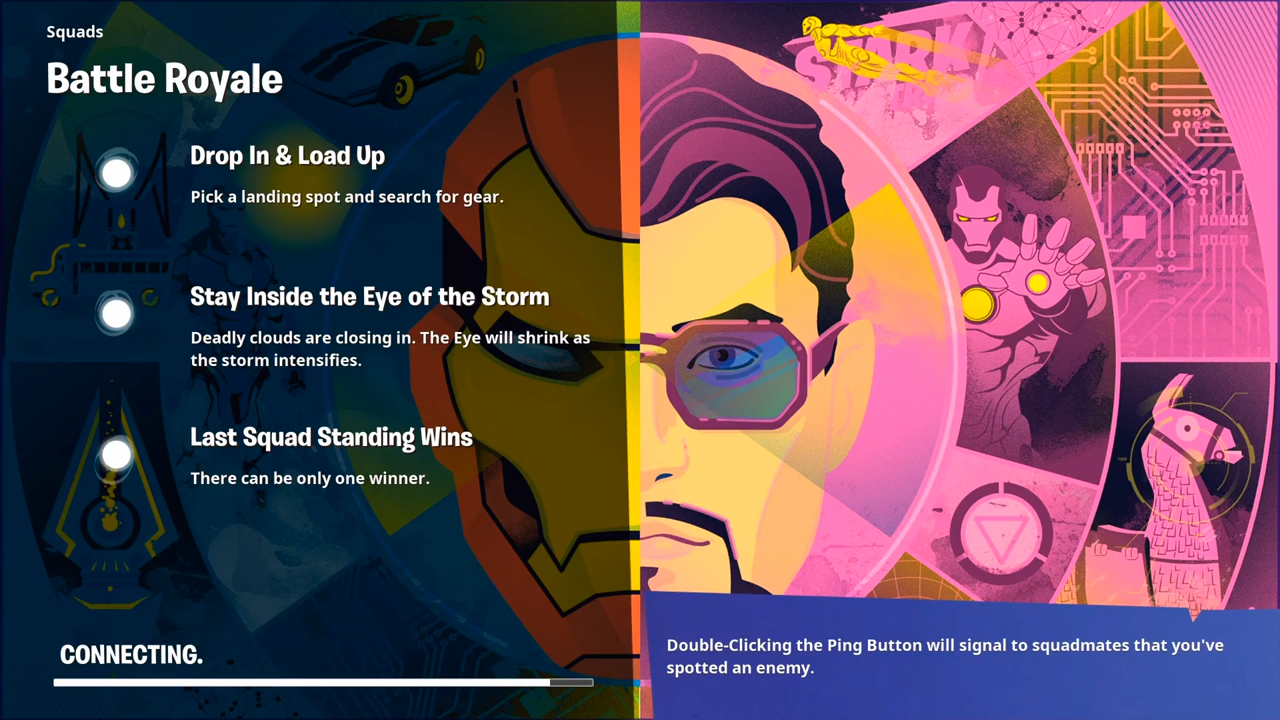 Squads
Battle Royale
Drop In & Load Up
Pick a landing spot and search for gear.
Stay Inside the Eye of the Storm
Deadly clouds are closing in. The Eye will shrink as
the storm intensifies.
Last Squad Standing Wins
There can be only one winner.
CONNECTING.
STARK
Double-Clicking the Ping Button will signal to squadmates that you've
spotted an enemy.